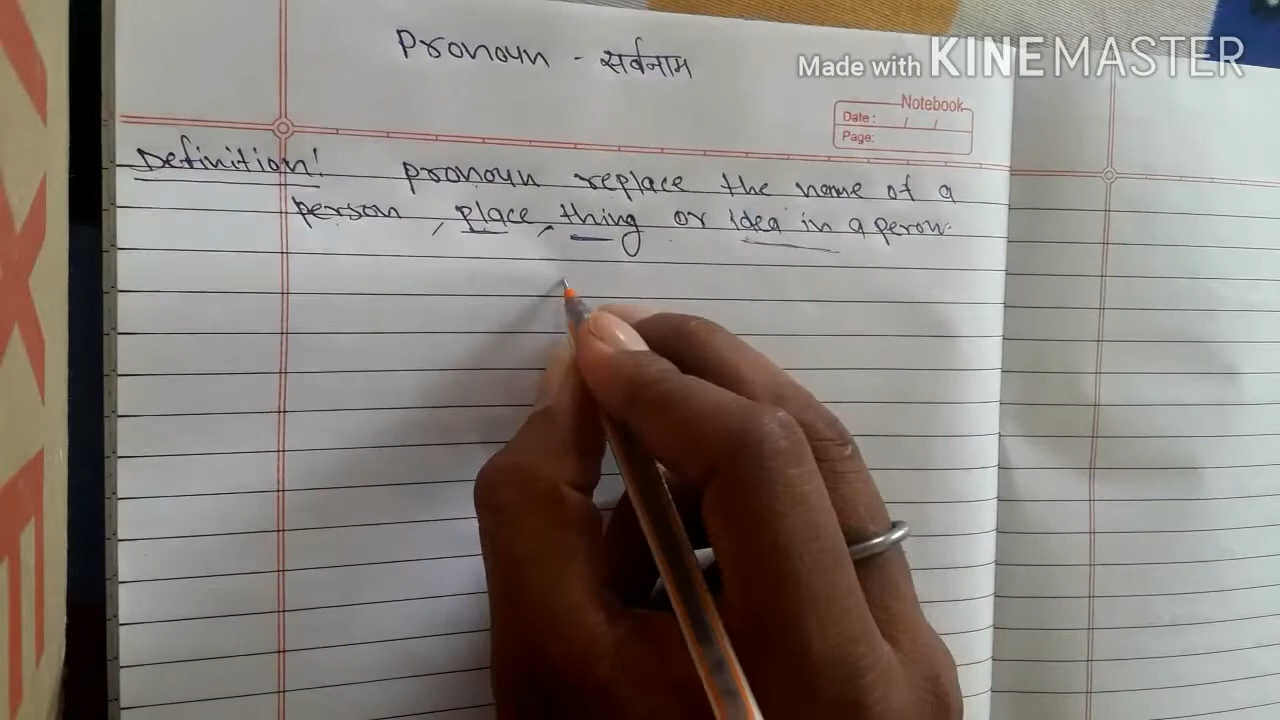 Pronoun - सर्वनाम
Made with KINEMASTER
Notebook
Date : / /
Page:
Definition! pronoun replace the name of a
person, place, thing or idea in a perow.